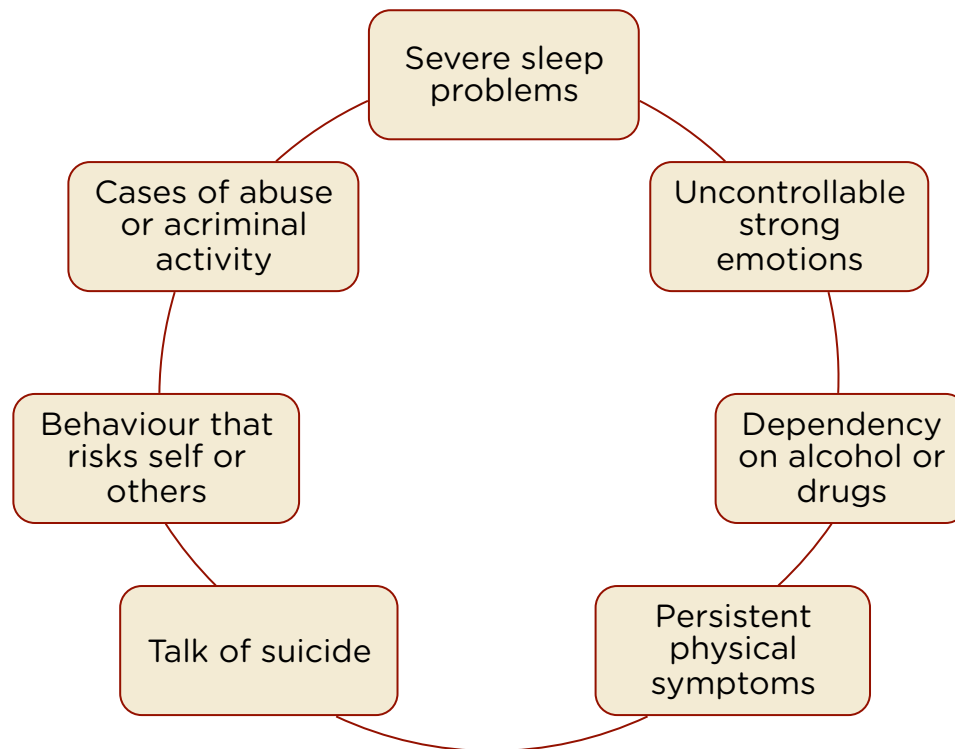 Severe sleep
problems
Uncontrollable
strong
emotions
Dependency
on alcohol or
drugs
Persistent
physical
symptoms
Talk of suicide
Behaviour that
risks self or
others
Cases of abuse
or acriminal
activity